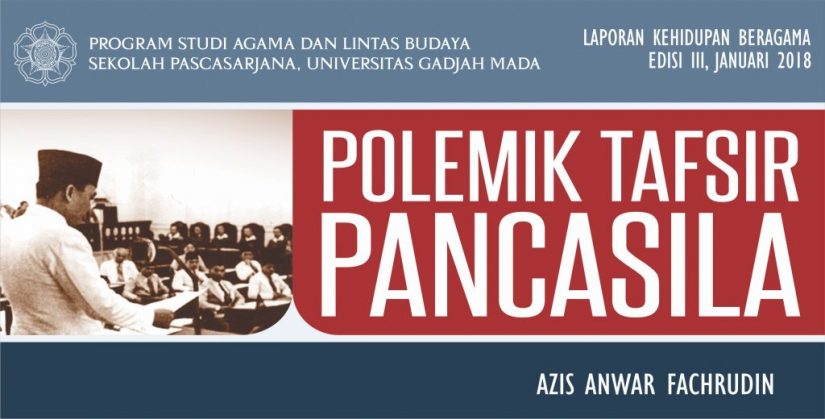 PROGRAM STUDI AGAMA DAN LINTAS BUDAYA
SEKOLAH PASCASARJANA, UNIVERSITAS GADJAH MADA
LAPORAN KEHIDUPAN BERAGAMA
EDISI III, JANUARI 2018
POLEMIK TAFSIR
PANCASILA
AZIS ANWAR FACHRUDIN